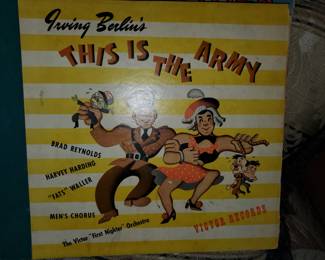 Irving Berlin's
THIS IS THE ARMY
BRAD REYNOLDS
HARVEY HARDING
"FATS" WALLER
MEN'S CHORUS
The Victor "First Nighter" Orchestra
VICTOR RECORDS